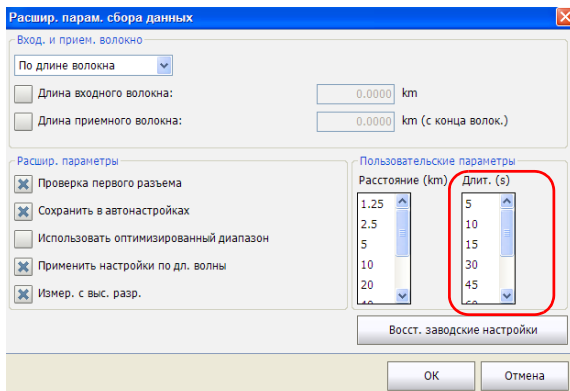 Расшир. парам. сбора данных
Вход. и прием. волокно
По длине волокна
Длина входного волокна: 0.0000 km
Длина приемного волокна: 0.0000 km (с конца волок.)
Расшир. параметры
Проверка первого разъема
Сохранить в автонастройках
Использовать оптимизированный диапазон
Применить настройки по дл. волны
Измер. с выс. разр.
Пользовательские параметры
Расстояние (km) Длит. (s)
1.25 5
2.5 10
5 15
10 30
20 45
Восст. заводские настройки
ОК Отмена